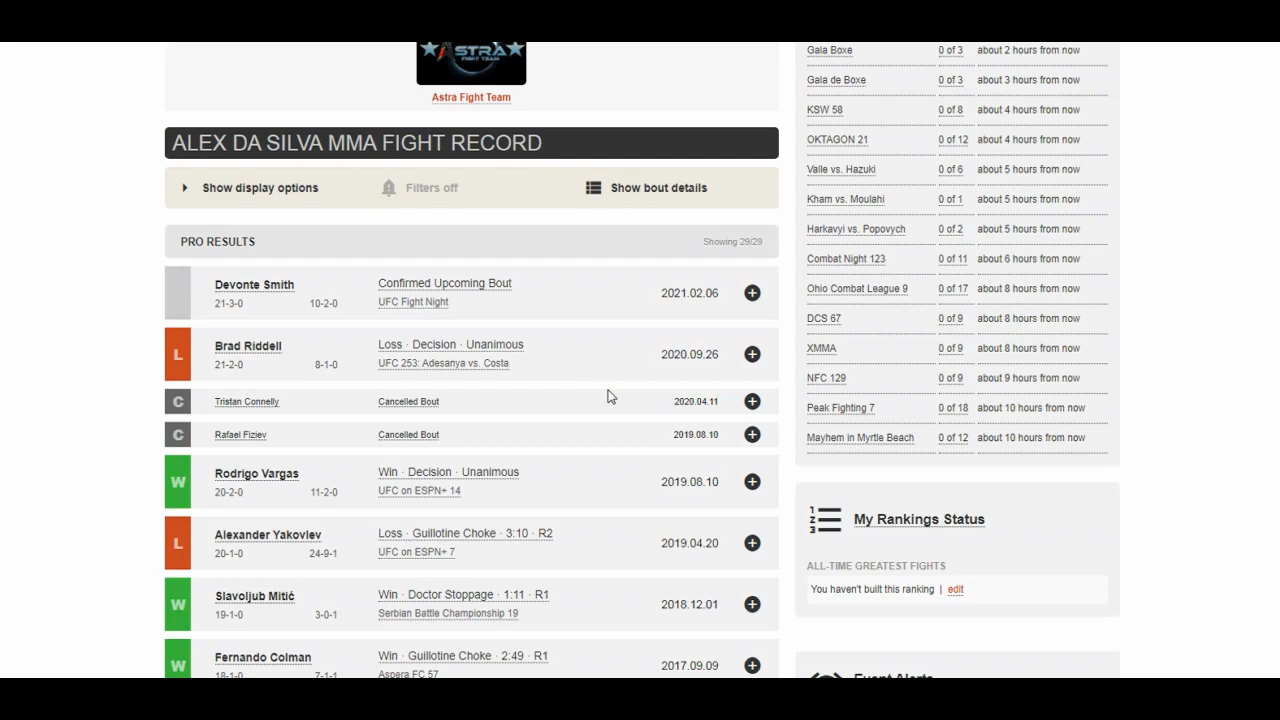 ASTRA
FIGHT TEAM
Astra Fight Team
ALEX DA SILVA MMA FIGHT RECORD
Show display options
Filters off
Show bout details
PRO RESULTS
Showing 29/29
Devonte Smith
21-3-0 10-2-0
Confirmed Upcoming Bout
UFC Fight Night
2021.02.06
L
Brad Riddell
21-2-0 8-1-0
Loss · Decision · Unanimous
UFC 253: Adesanya vs. Costa
2020.09.26
C
Tristan Connelly
Cancelled Bout
2020.04.11
C
Rafael Fiziev
Cancelled Bout
2019.08.10
W
Rodrigo Vargas
20-2-0 11-2-0
Win · Decision · Unanimous
UFC on ESPN+ 14
2019.08.10
L
Alexander Yakovlev
20-1-0 24-9-1
Loss · Guillotine Choke · 3:10 · R2
UFC on ESPN+ 7
2019.04.20
W
Slavoljub Mitić
19-1-0 3-0-1
Win · Doctor Stoppage · 1:11 · R1
Serbian Battle Championship 19
2018.12.01
W
Fernando Colman
18-1-0 7-1-1
Win · Guillotine Choke · 2:49 · R1
Aspera FC 57
2017.09.09
Gala Boxe 0 of 3 about 2 hours from now
Gala de Boxe 0 of 3 about 3 hours from now
KSW 58 0 of 8 about 4 hours from now
OKTAGON 21 0 of 12 about 4 hours from now
Valle vs. Hazuki 0 of 6 about 5 hours from now
Kham vs. Moulahi 0 of 1 about 5 hours from now
Harkavyi vs. Popovych 0 of 2 about 5 hours from now
Combat Night 123 0 of 11 about 6 hours from now
Ohio Combat League 9 0 of 17 about 8 hours from now
DCS 67 0 of 9 about 8 hours from now
XMMA 0 of 9 about 8 hours from now
NFC 129 0 of 9 about 9 hours from now
Peak Fighting 7 0 of 18 about 10 hours from now
Mayhem in Myrtle Beach 0 of 12 about 10 hours from now
My Rankings Status
ALL-TIME GREATEST FIGHTS
You haven't built this ranking | edit
Event Alerts